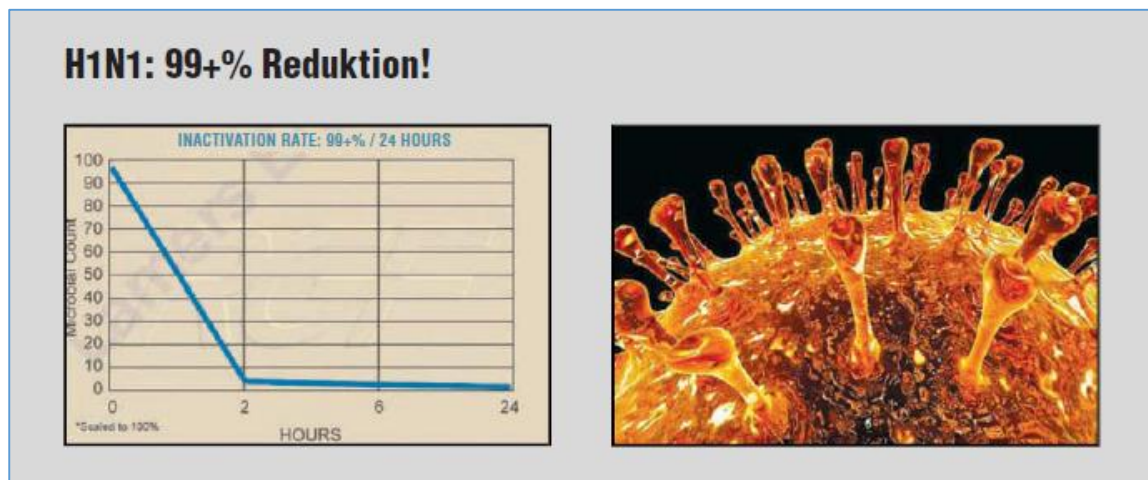 H1N1: 99+% Reduktion!
INACTIVATION RATE: 99+% / 24 HOURS
100
90
80
70
60
50
40
30
20
10
0
Microbial Count
0 2 6 24
*Scaled to 100%
HOURS